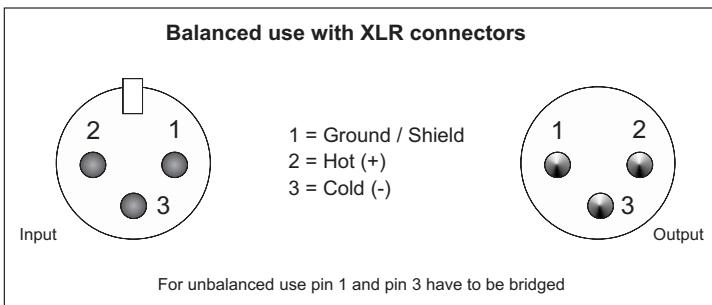 Balanced use with XLR connectors
2 1
3
Input
1 = Ground / Shield
2 = Hot (+)
3 = Cold (-)
1 2
3
Output
For unbalanced use pin 1 and pin 3 have to be bridged